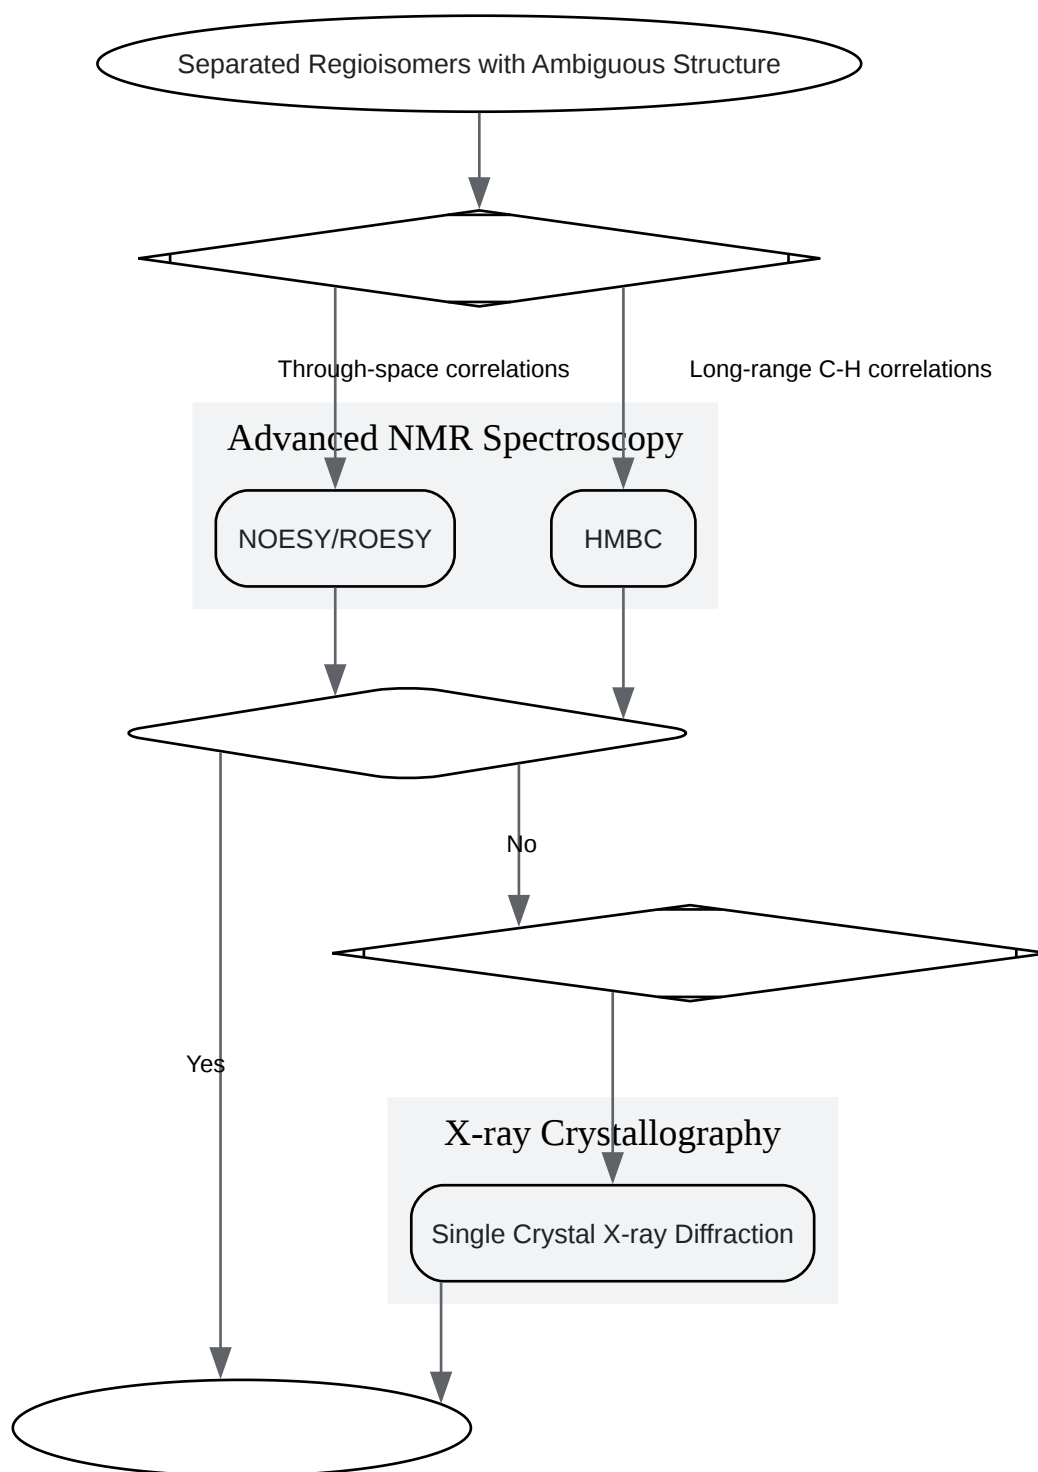 Separated Regioisomers with Ambiguous Structure
Through-space correlations
Long-range C-H correlations
Advanced NMR Spectroscopy
NOESY/ROESY
HMBC
No
Yes
X-ray Crystallography
Single Crystal X-ray Diffraction